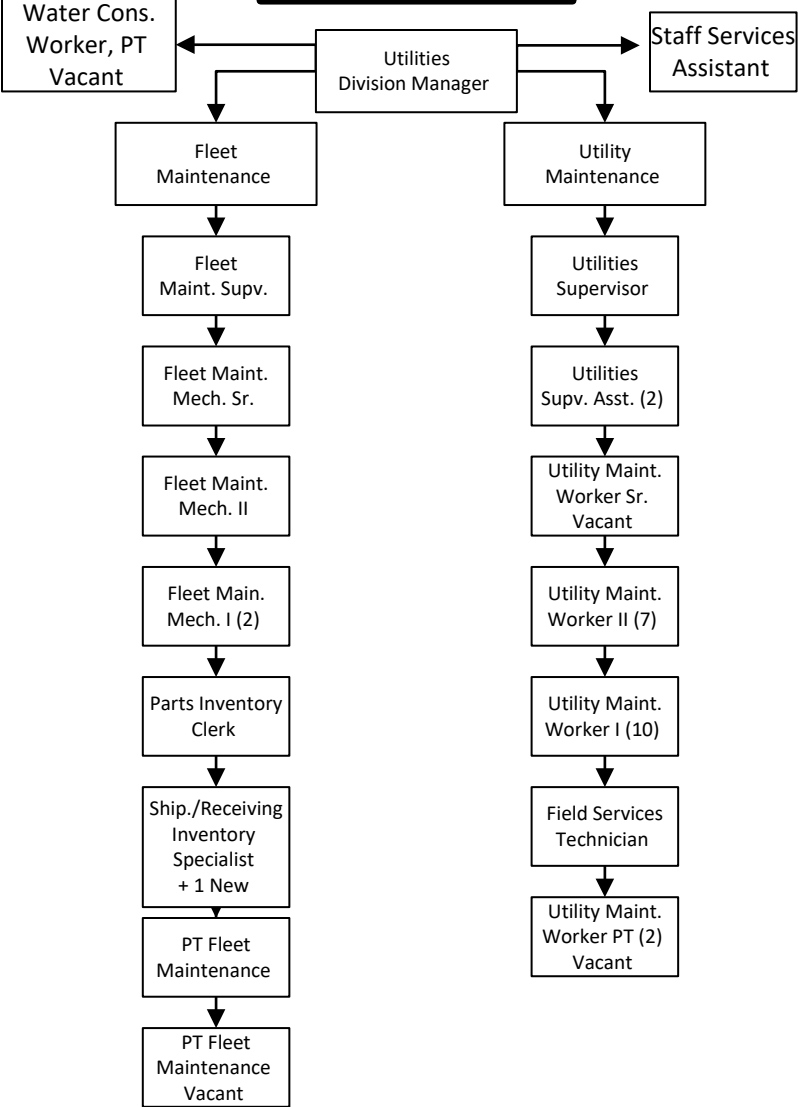 Water Cons.
Worker, PT
Vacant
Utilities
Division Manager
Staff Services
Assistant
Fleet
Maintenance
Fleet
Maint. Supv.
Fleet Maint.
Mech. Sr.
Fleet Maint.
Mech. II
Fleet Main.
Mech. I (2)
Parts Inventory
Clerk
Ship./Receiving
Inventory
Specialist
+ 1 New
PT Fleet
Maintenance
PT Fleet
Maintenance
Vacant
Utility
Maintenance
Utilities
Supervisor
Utilities
Supv. Asst. (2)
Utility Maint.
Worker Sr.
Vacant
Utility Maint.
Worker II (7)
Utility Maint.
Worker I (10)
Field Services
Technician
Utility Maint.
Worker PT (2)
Vacant